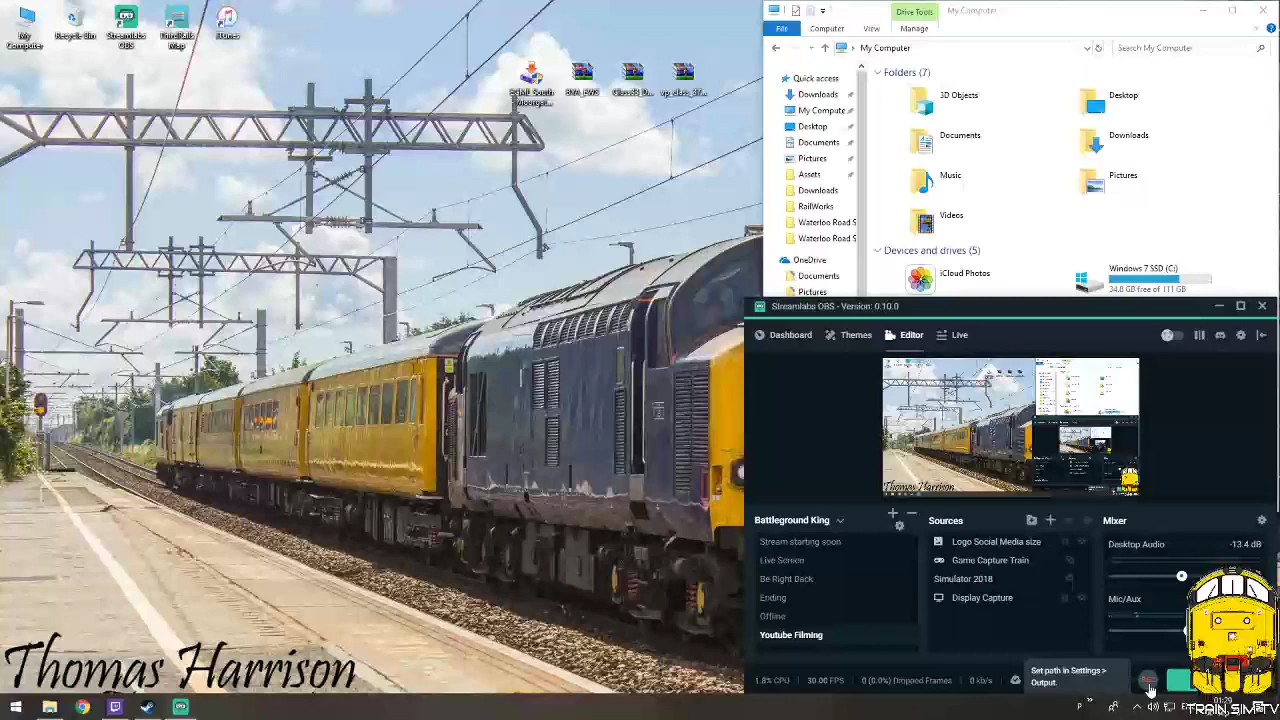 My Computer
Recycle Bin
Streamlabs OBS
ThirdRails Map
iTunes
Drive Tools
My Computer
File
Computer
View
Manage
My Computer
Search My Computer
Quick access
Downloads
My Compute
Desktop
Documents
Pictures
Assets
Downloads
RailWorks
Waterloo Road S
Waterloo Road S
OneDrive
Documents
Pictures
Folders (7)
3D Objects
Desktop
Documents
Downloads
Music
Pictures
Videos
Devices and drives (5)
iCloud Photos
Windows 7 SSD (C:)
34.8 GB free of 111 GB
Streamlabs OBS - Version: 0.10.0
Dashboard
Themes
Editor
Live
Battleground King
Stream starting soon
Live Screen
Be Right Back
Ending
Offline
Youtube Filming
Sources
Logo Social Media size
Game Capture Train
Simulator 2018
Display Capture
Mixer
Desktop Audio
-13.4 dB
Mic/Aux
Set path in Settings >
Output.
1.8% CPU
30.00 FPS
0 (0.0%) Dropped Frames
0 kb/s
REC
Thomas Harrison
01:20
TRAIN SIM TV